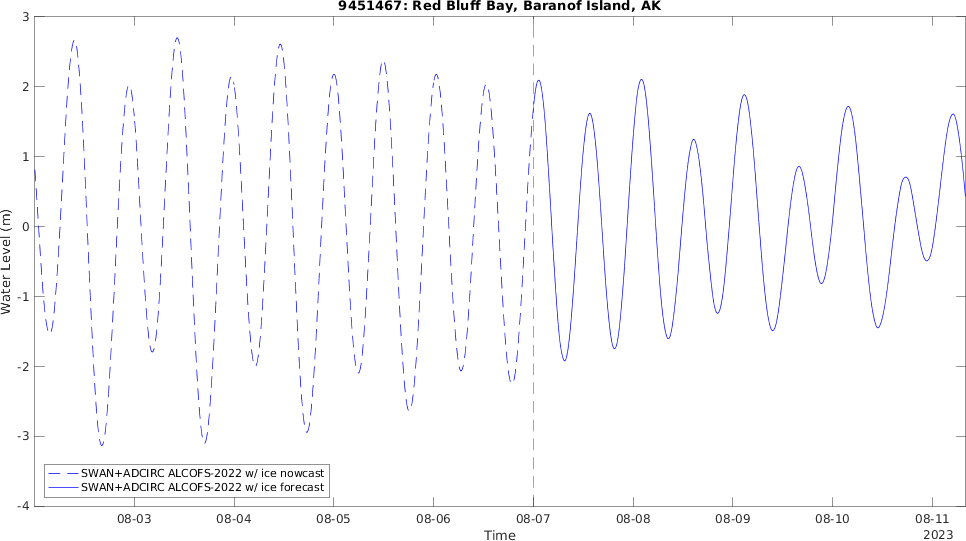 9451467: Red Bluff Bay, Baranof Island, AK
3
2
1
0
-1
-2
-3
-4
Water Level (m)
SWAN+ADCIRC ALCOFS-2022 w/ ice nowcast
SWAN+ADCIRC ALCOFS-2022 w/ ice forecast
08-03 08-04 08-05 08-06 08-07 08-08 08-09 08-10 08-11
Time 2023